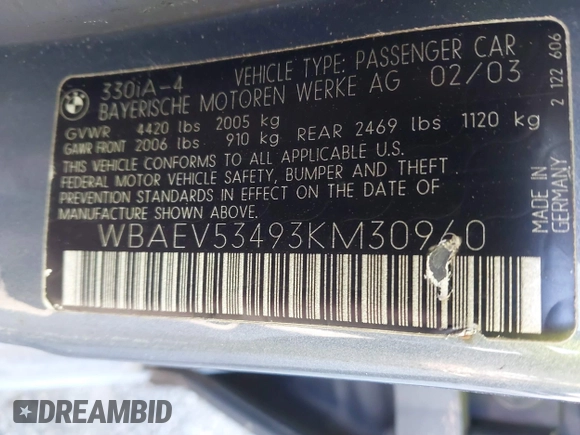 BMW
330iA-4 VEHICLE TYPE: PASSENGER CAR
BAYERISCHE MOTOREN WERKE AG 02/03
GVWR 4420 lbs 2005 kg
GAWR FRONT 2006 lbs 910 kg REAR 2469 lbs 1120 kg
THIS VEHICLE CONFORMS TO ALL APPLICABLE U.S.
FEDERAL MOTOR VEHICLE SAFETY, BUMPER AND THEFT
PREVENTION STANDARDS IN EFFECT ON THE DATE OF
MANUFACTURE SHOWN ABOVE.
WBAEV53493KM30960
MADE IN GERMANY
2 122 606
DREAMBID